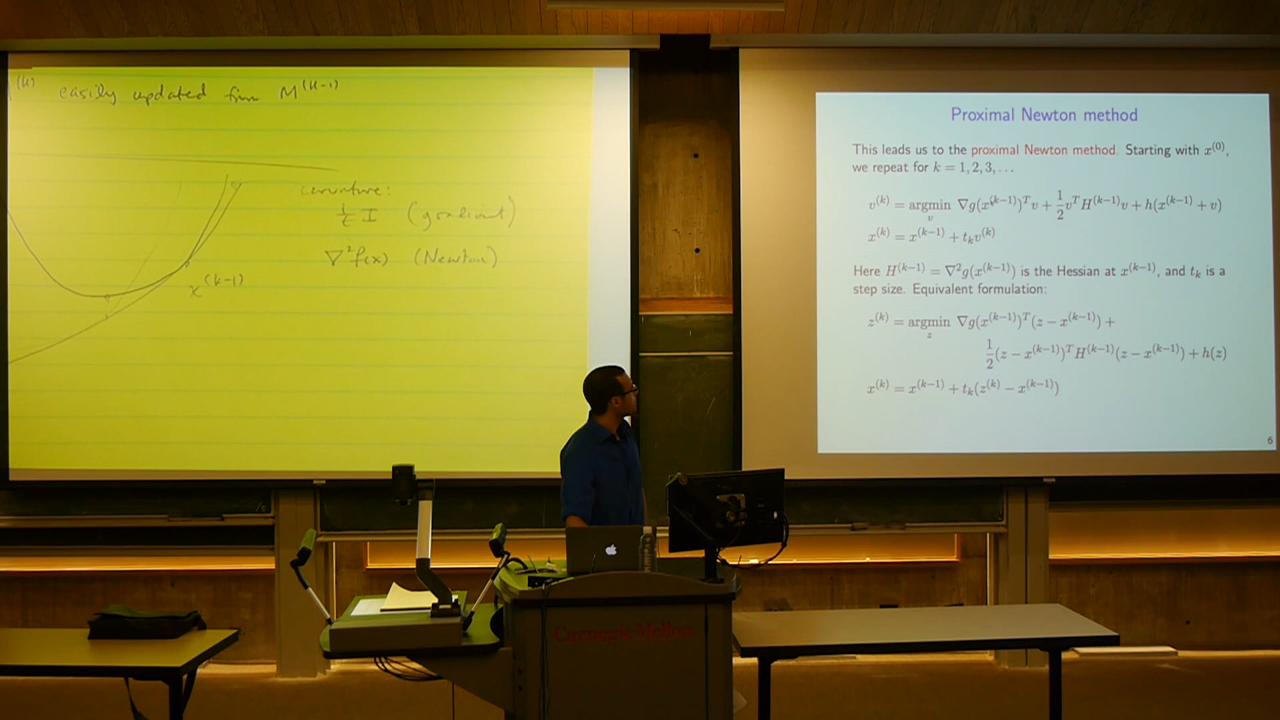 easily updated from M^(k-1)
curvature:
1/t I (gradient)
∇²f(x) (Newton)
x^(k-1)
Proximal Newton method
This leads us to the proximal Newton method. Starting with x^(0),
we repeat for k = 1, 2, 3, . . .
v^(k) = argmin_v ∇g(x^(k-1))^T v + 1/2 v^T H^(k-1) v + h(x^(k-1) + v)
x^(k) = x^(k-1) + t_k v^(k)
Here H^(k-1) = ∇²g(x^(k-1)) is the Hessian at x^(k-1), and t_k is a
step size. Equivalent formulation:
z^(k) = argmin_z ∇g(x^(k-1))^T (z − x^(k-1)) +
1/2 (z − x^(k-1))^T H^(k-1) (z − x^(k-1)) + h(z)
x^(k) = x^(k-1) + t_k(z^(k) − x^(k-1))
6
Carnegie Mellon